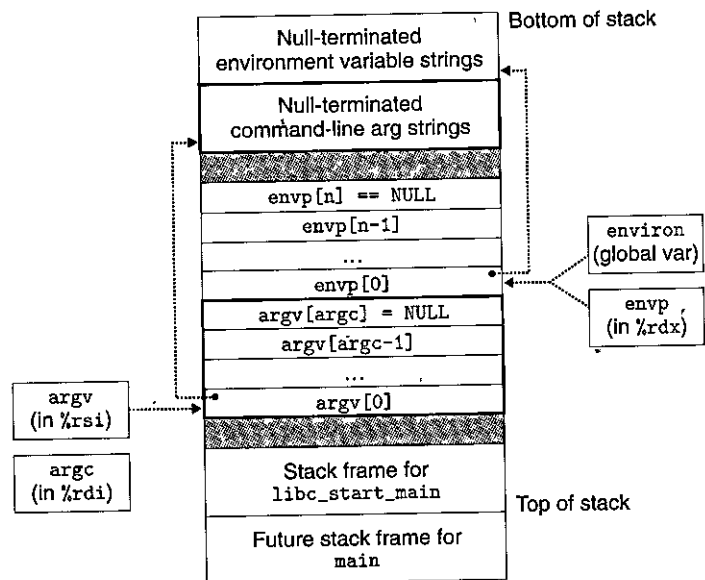 Bottom of stack
Null-terminated
environment variable strings
Null-terminated
command-line arg strings
envp[n] == NULL
envp[n-1]
...
envp[0]
environ
(global var)
envp
(in %rdx)
argv[argc] = NULL
argv[argc-1]
...
argv[0]
argv
(in %rsi)
argc
(in %rdi)
Stack frame for
libc_start_main
Top of stack
Future stack frame for
main